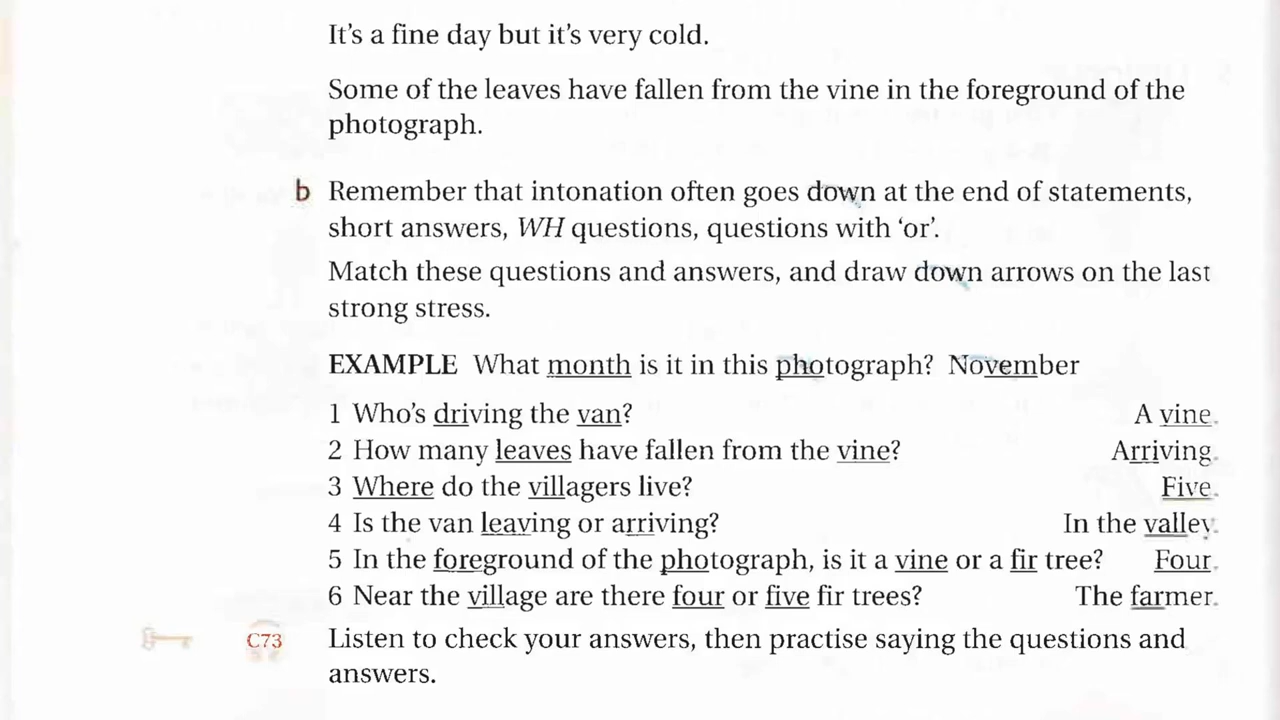 It's a fine day but it's very cold.
Some of the leaves have fallen from the vine in the foreground of the
photograph.
b Remember that intonation often goes down at the end of statements,
short answers, WH questions, questions with 'or'.
Match these questions and answers, and draw down arrows on the last
strong stress.
EXAMPLE What month is it in this photograph? November
1 Who's driving the van? A vine.
2 How many leaves have fallen from the vine? Arriving.
3 Where do the villagers live? Five.
4 Is the van leaving or arriving? In the valley.
5 In the foreground of the photograph, is it a vine or a fir tree? Four.
6 Near the village are there four or five fir trees? The farmer.
C73 Listen to check your answers, then practise saying the questions and
answers.